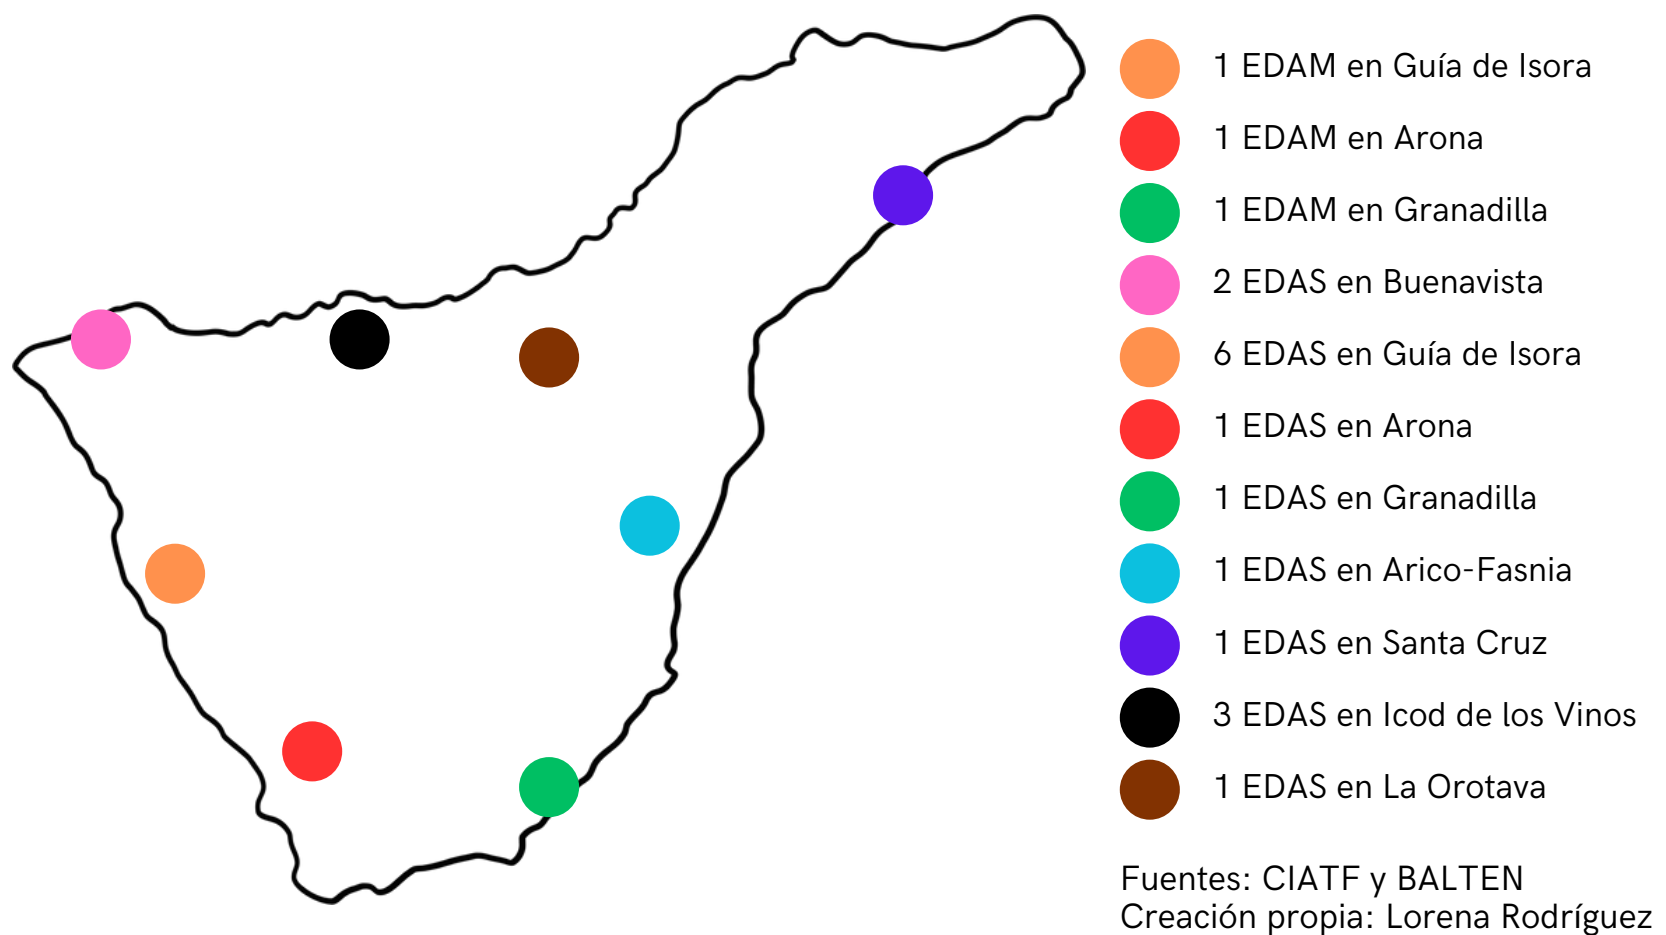 1 EDAM en Guía de Isora
1 EDAM en Arona
1 EDAM en Granadilla
2 EDAS en Buenavista
6 EDAS en Guía de Isora
1 EDAS en Arona
1 EDAS en Granadilla
1 EDAS en Arico-Fasnia
1 EDAS en Santa Cruz
3 EDAS en Icod de los Vinos
1 EDAS en La Orotava
Fuentes: CIATF y BALTEN
Creación propia: Lorena Rodríguez